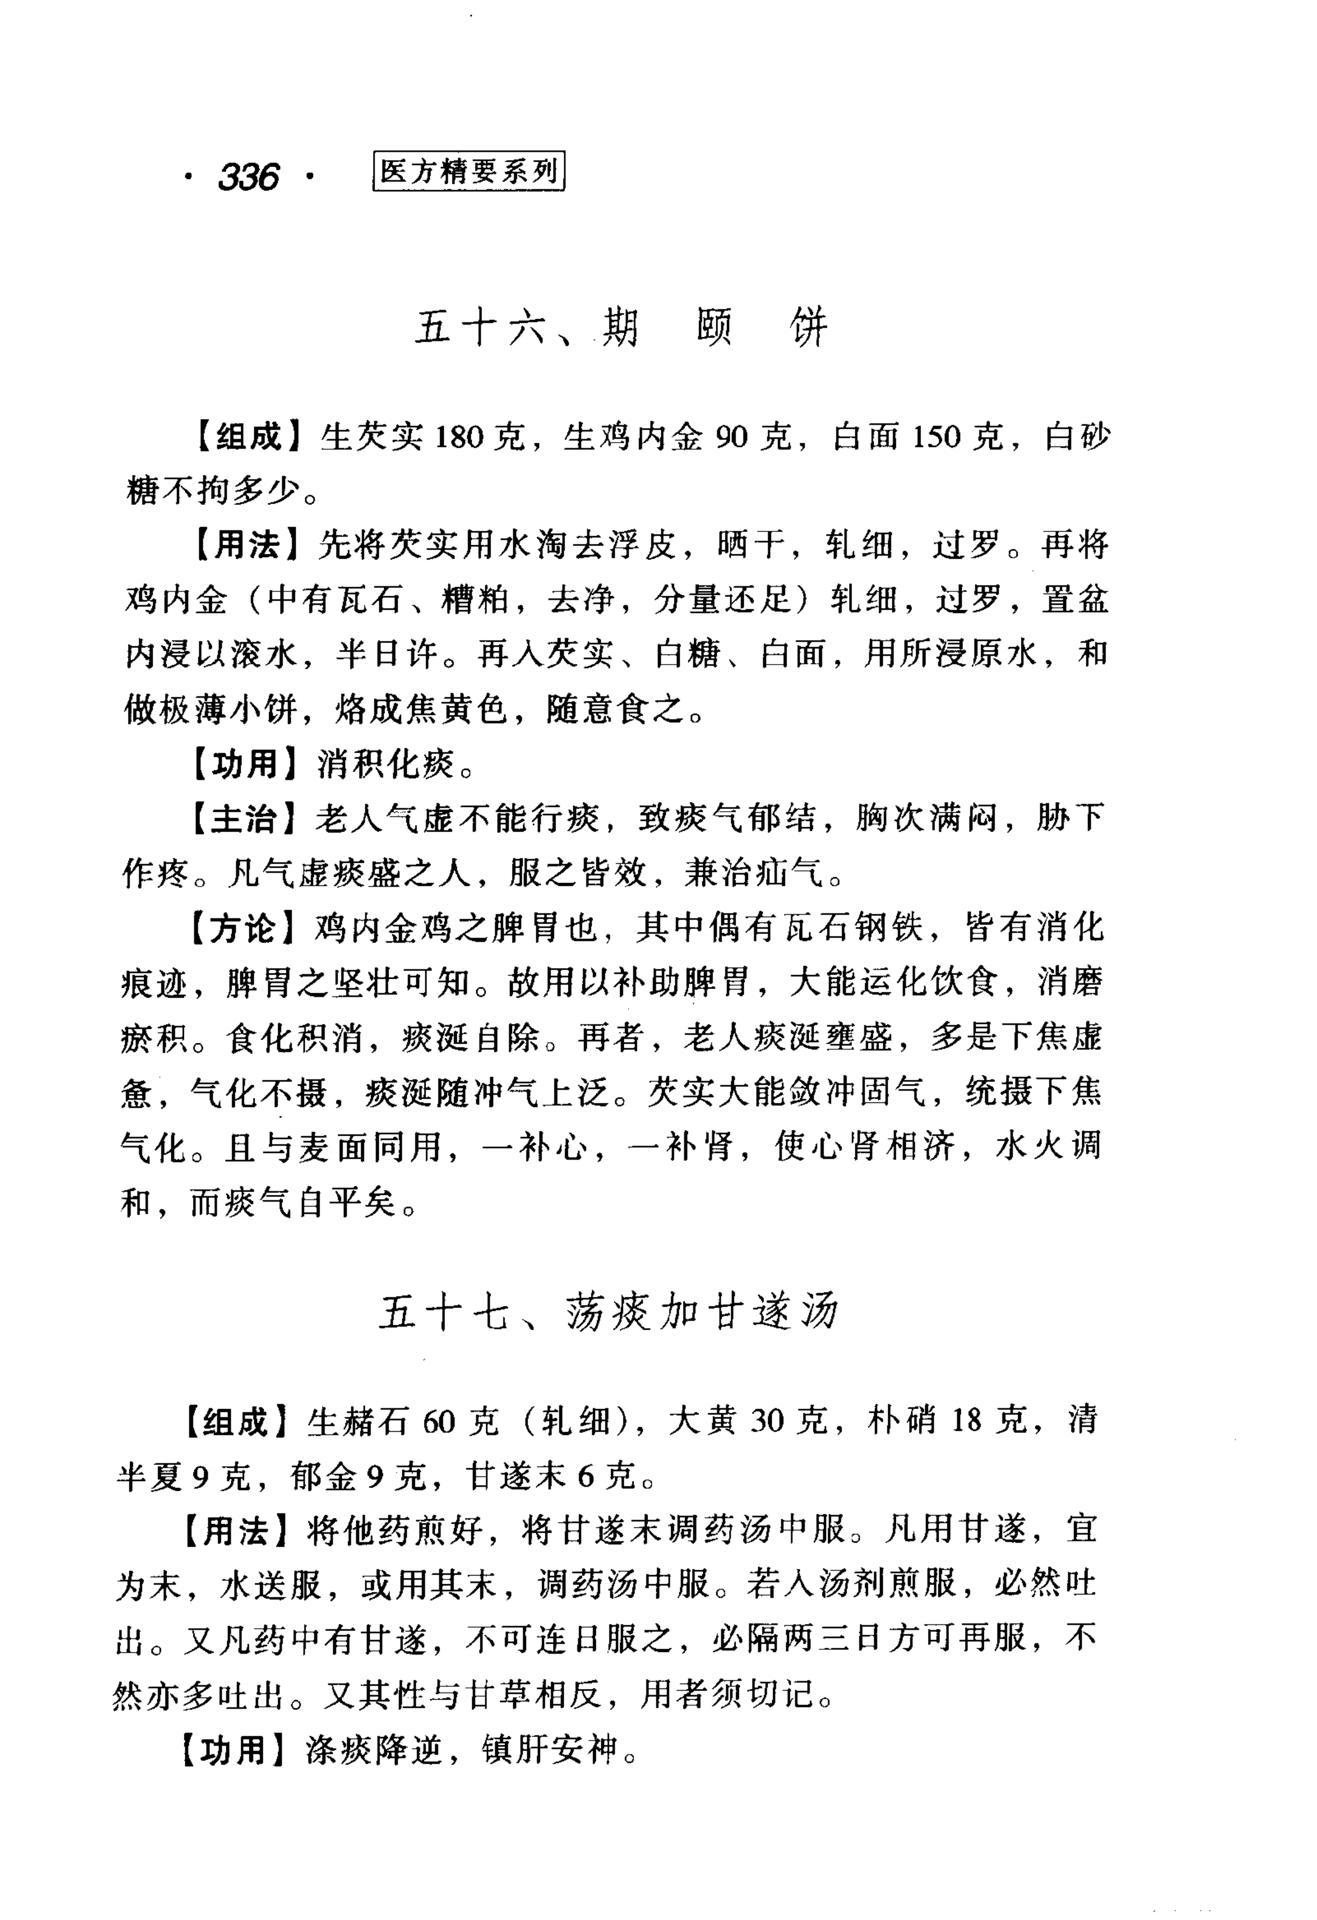 · 336 · 医方精要系列
五十六、期 颐 饼
【组成】生芡实 180 克，生鸡内金 90 克，白面 150 克，白砂
糖不拘多少。
【用法】先将芡实用水淘去浮皮，晒干，轧细，过罗。再将
鸡内金（中有瓦石、糟粕，去净，分量还足）轧细，过罗，置盆
内浸以滚水，半日许。再入芡实、白糖、白面，用所浸原水，和
做极薄小饼，烙成焦黄色，随意食之。
【功用】消积化痰。
【主治】老人气虚不能行痰，致痰气郁结，胸次满闷，胁下
作疼。凡气虚痰盛之人，服之皆效，兼治疝气。
【方论】鸡内金鸡之脾胃也，其中偶有瓦石钢铁，皆有消化
痕迹，脾胃之坚壮可知。故用以补助脾胃，大能运化饮食，消磨
瘀积。食化积消，痰涎自除。再者，老人痰涎壅盛，多是下焦虚
惫，气化不摄，痰涎随冲气上泛。芡实大能敛冲固气，统摄下焦
气化。且与麦面同用，一补心，一补肾，使心肾相济，水火调
和，而痰气自平矣。
五十七、荡痰加甘遂汤
【组成】生赭石 60 克（轧细），大黄 30 克，朴硝 18 克，清
半夏 9 克，郁金 9 克，甘遂末 6 克。
【用法】将他药煎好，将甘遂末调药汤中服。凡用甘遂，宜
为末，水送服，或用其末，调药汤中服。若入汤剂煎服，必然吐
出。又凡药中有甘遂，不可连日服之，必隔两三日方可再服，不
然亦多吐出。又其性与甘草相反，用者须切记。
【功用】涤痰降逆，镇肝安神。